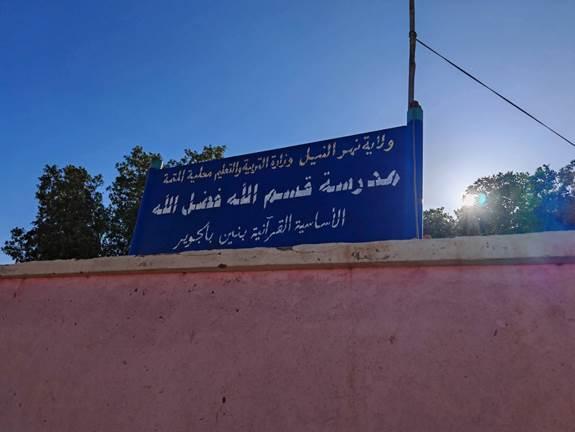 ولاية نهر النيل وزارة التربية والتعليم محلية المتمة
مدرسة قسم الله فضل الله
الأساسية القرآنية بنين بالجوير